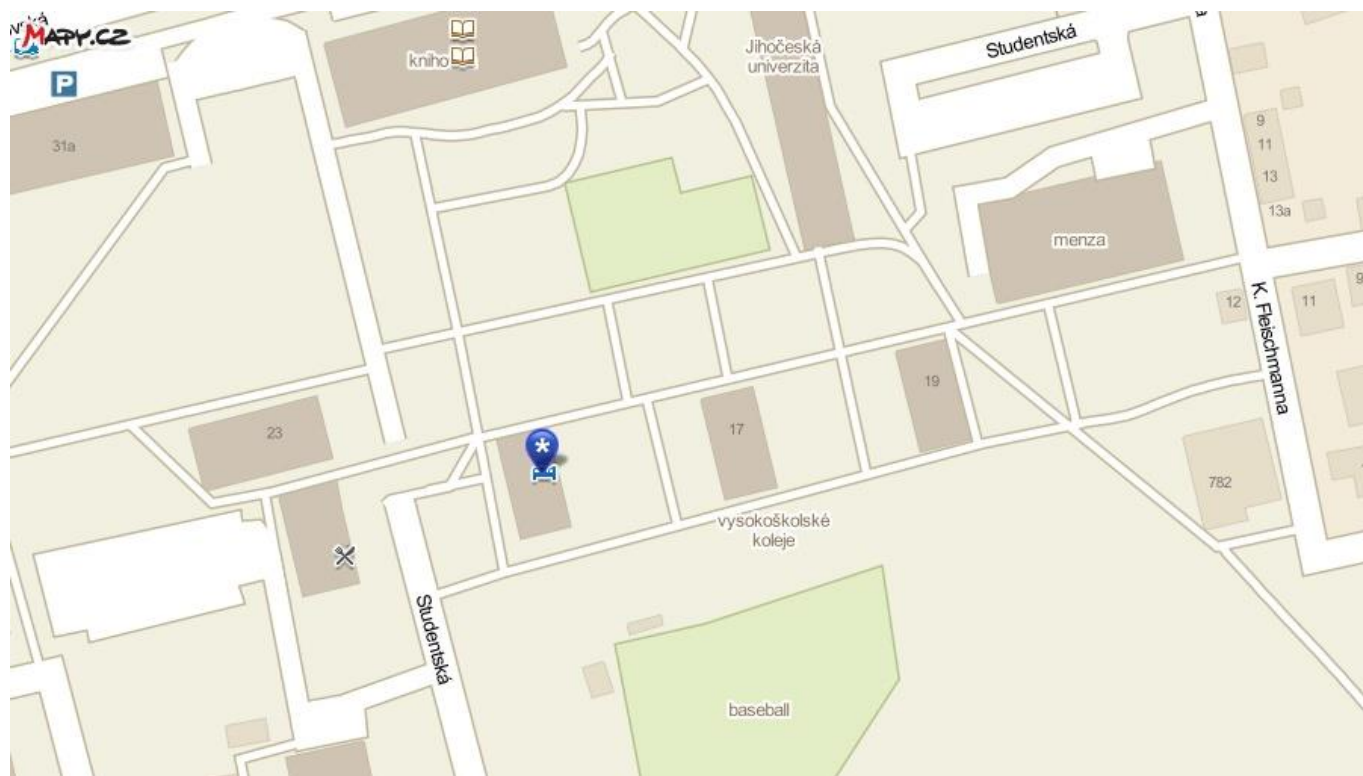 MAPY.CZ
P
31a
kniho
Jihočeská
univerzita
Studentská
9
11
13
13a
menza
12
11
9
K. Fleischmanna
19
17
23
782
vysokoškolské
koleje
Studentská
baseball